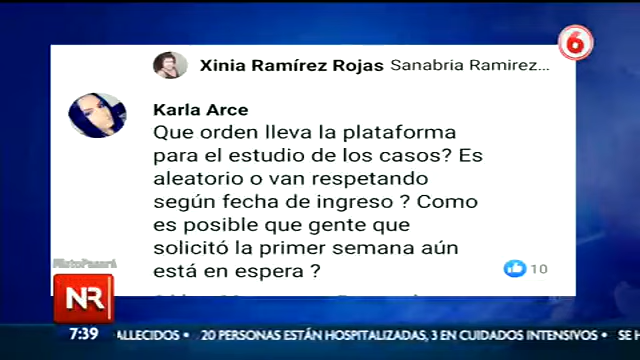 6
Xinia Ramírez Rojas Sanabria Ramirez...
Karla Arce
Que orden lleva la plataforma
para el estudio de los casos? Es
aleatorio o van respetando
según fecha de ingreso ? Como
es posible que gente que
solicitó la primer semana aún
está en espera ?
10
#EstoPasará
NR
7:39 ALLECIDOS • 20 PERSONAS ESTÁN HOSPITALIZADAS, 3 EN CUIDADOS INTENSIVOS • SE H